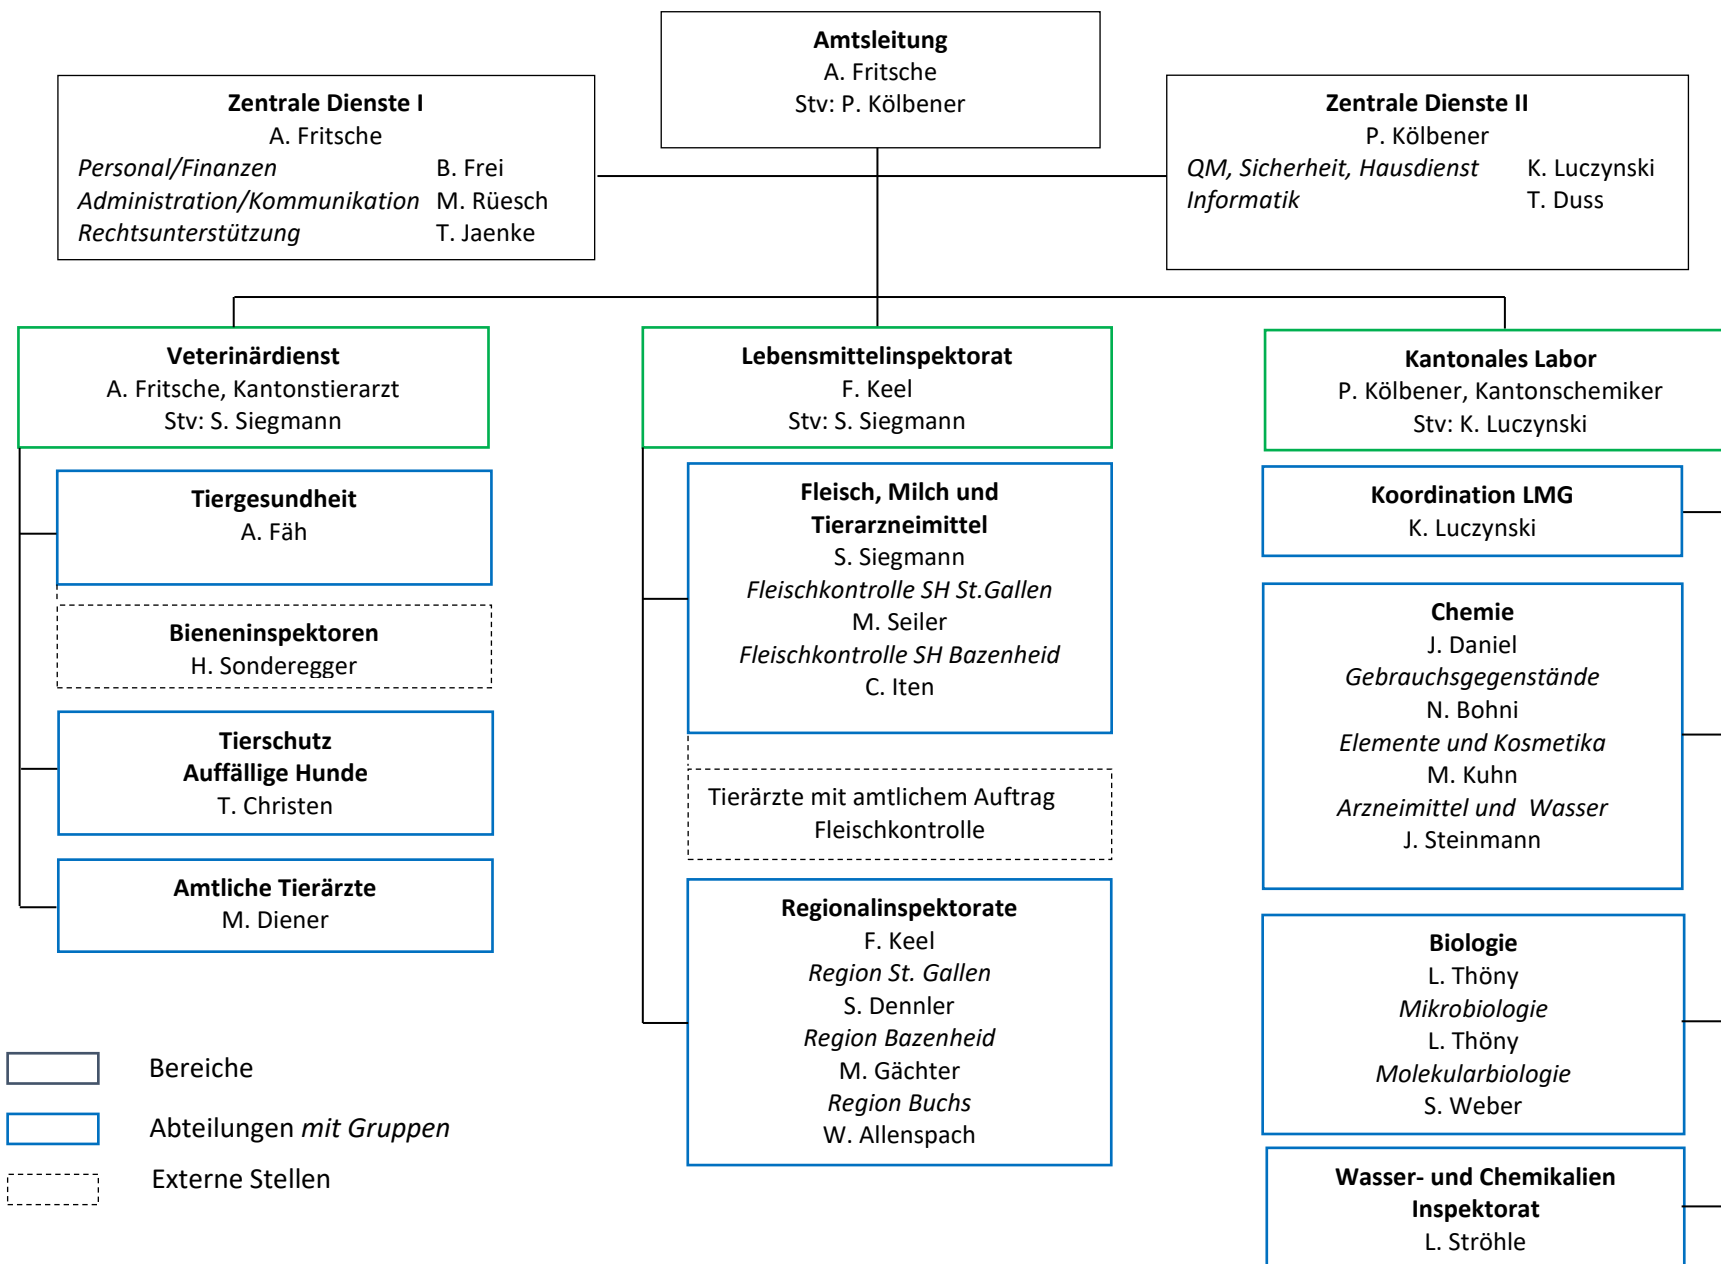 Amtsleitung
A. Fritsche
Stv: P. Kölbener
Zentrale Dienste I
A. Fritsche
Personal/Finanzen B. Frei
Administration/Kommunikation M. Rüesch
Rechtsunterstützung T. Jaenke
Zentrale Dienste II
P. Kölbener
QM, Sicherheit, Hausdienst K. Luczynski
Informatik T. Duss
Veterinärdienst
A. Fritsche, Kantonstierarzt
Stv: S. Siegmann
Tiergesundheit
A. Fäh
Bieneninspektoren
H. Sonderegger
Tierschutz
Auffällige Hunde
T. Christen
Amtliche Tierärzte
M. Diener
Lebensmittelinspektorat
F. Keel
Stv: S. Siegmann
Fleisch, Milch und
Tierarzneimittel
S. Siegmann
Fleischkontrolle SH St.Gallen
M. Seiler
Fleischkontrolle SH Bazenheid
C. Iten
Tierärzte mit amtlichem Auftrag
Fleischkontrolle
Regionalinspektorate
F. Keel
Region St. Gallen
S. Dennler
Region Bazenheid
M. Gächter
Region Buchs
W. Allenspach
Kantonales Labor
P. Kölbener, Kantonschemiker
Stv: K. Luczynski
Koordination LMG
K. Luczynski
Chemie
J. Daniel
Gebrauchsgegenstände
N. Bohni
Elemente und Kosmetika
M. Kuhn
Arzneimittel und Wasser
J. Steinmann
Biologie
L. Thöny
Mikrobiologie
L. Thöny
Molekularbiologie
S. Weber
Wasser- und Chemikalien
Inspektorat
L. Ströhle
Bereiche
Abteilungen mit Gruppen
Externe Stellen